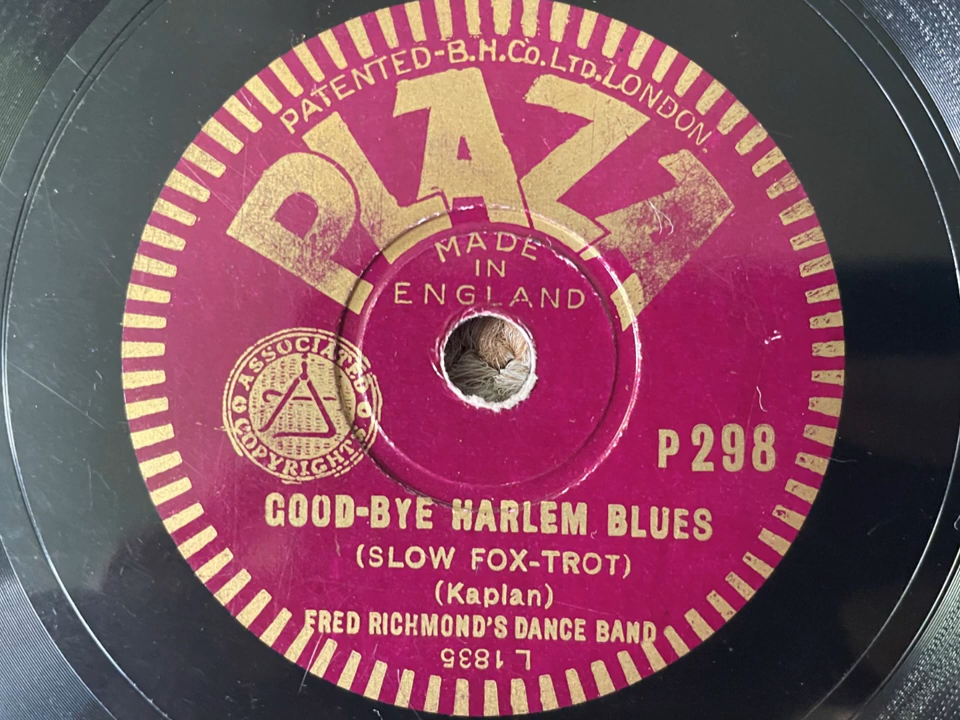 PATENTED-B.H.CO.LTD.LONDON.
PLAZA
MADE
IN
ENGLAND
ASSOCIATED
COPYRIGHTS
P 298
GOOD-BYE HARLEM BLUES
(SLOW FOX-TROT)
(Kaplan)
FRED RICHMOND'S DANCE BAND
L 1835